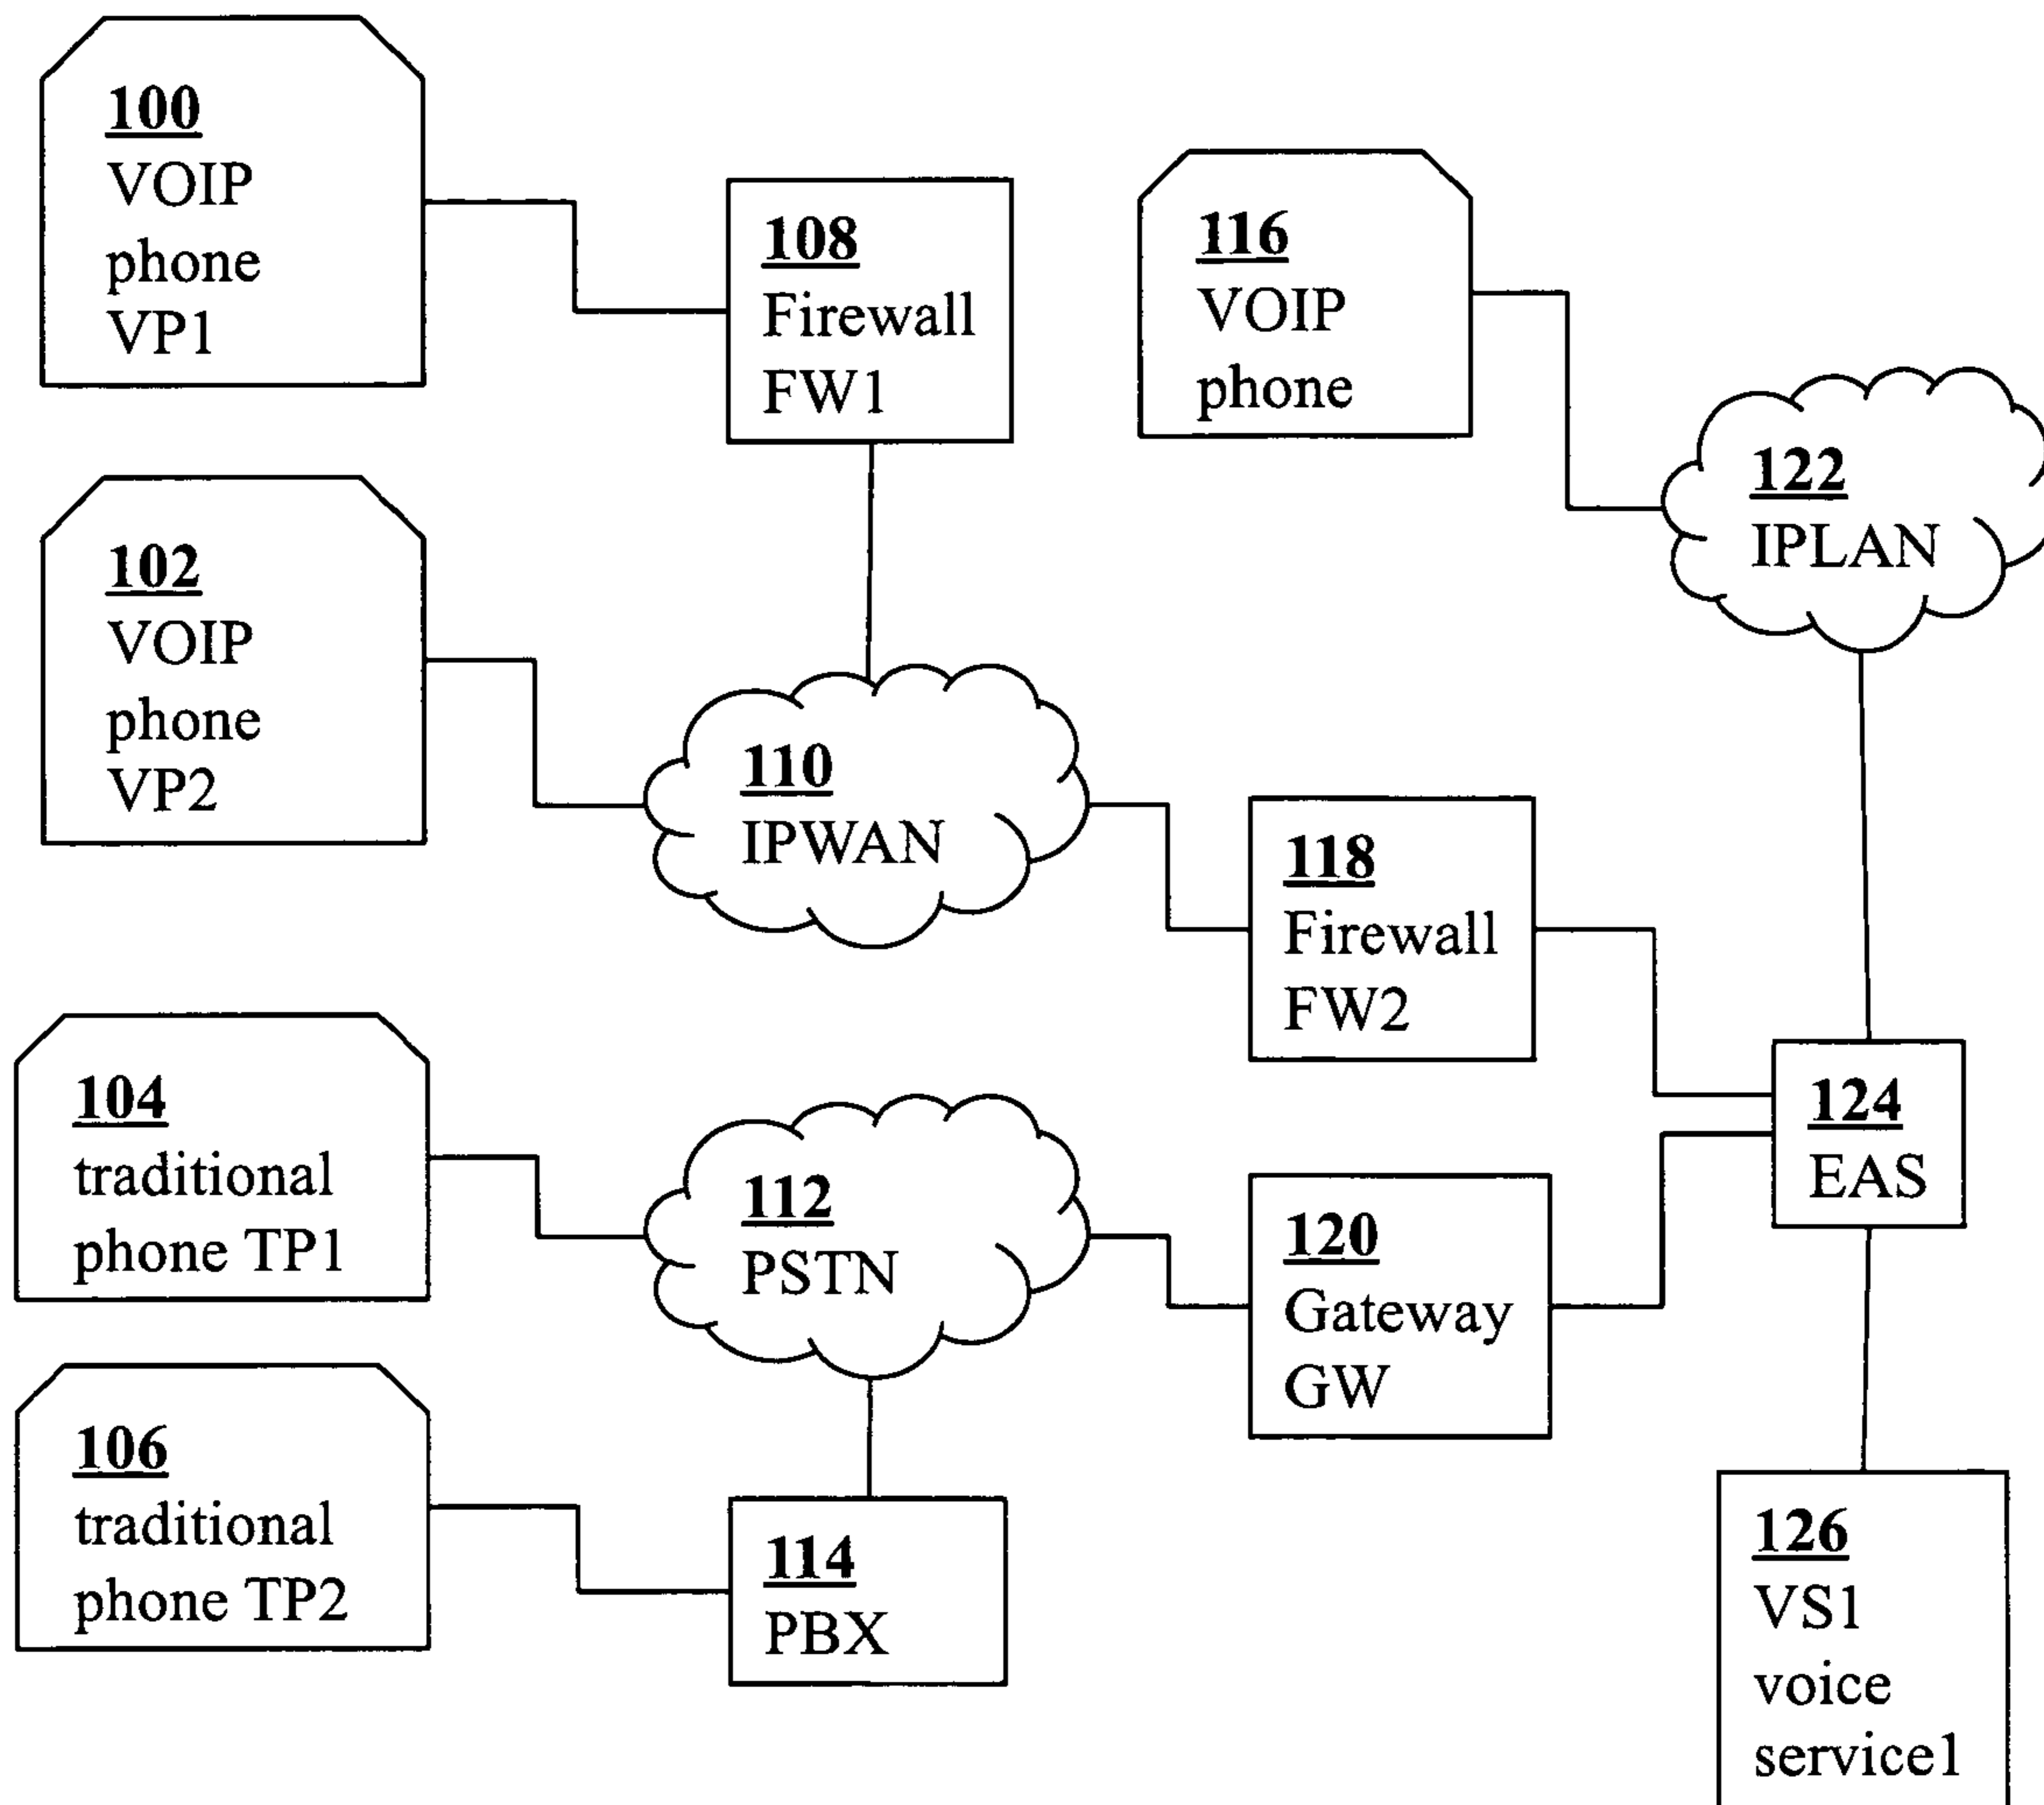 100
VOIP
phone
VP1
108
Firewall
FW1
116
VOIP
phone
122
IPLAN
102
VOIP
phone
VP2
110
IPWAN
118
Firewall
FW2
104
traditional
phone TP1
112
PSTN
120
Gateway
GW
124
EAS
106
traditional
phone TP2
114
PBX
126
VS1
voice
service1